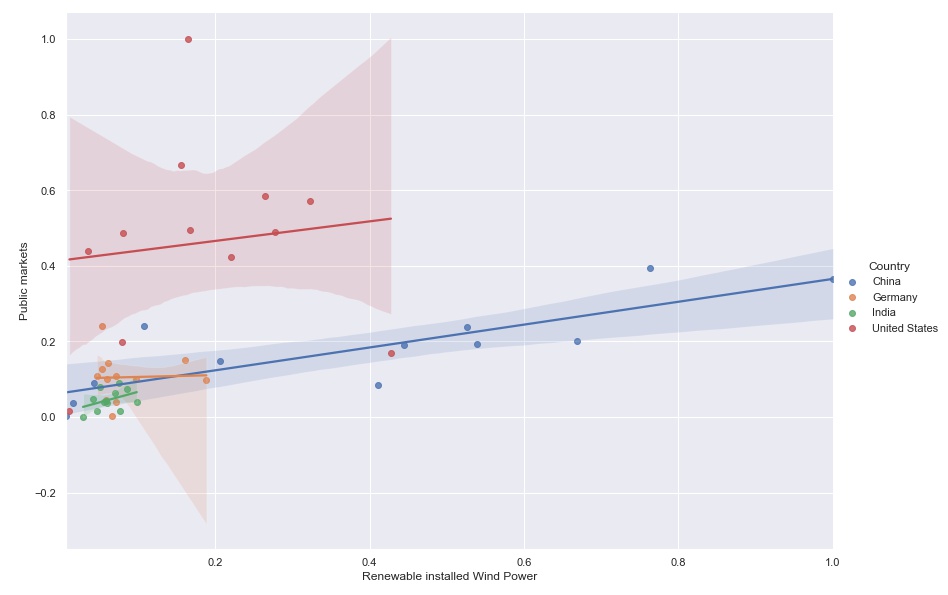 1.0
0.8
0.6
0.4
0.2
0.0
−0.2
Public markets
0.2
0.4
0.6
0.8
1.0
Renewable installed Wind Power
Country
China
Germany
India
United States